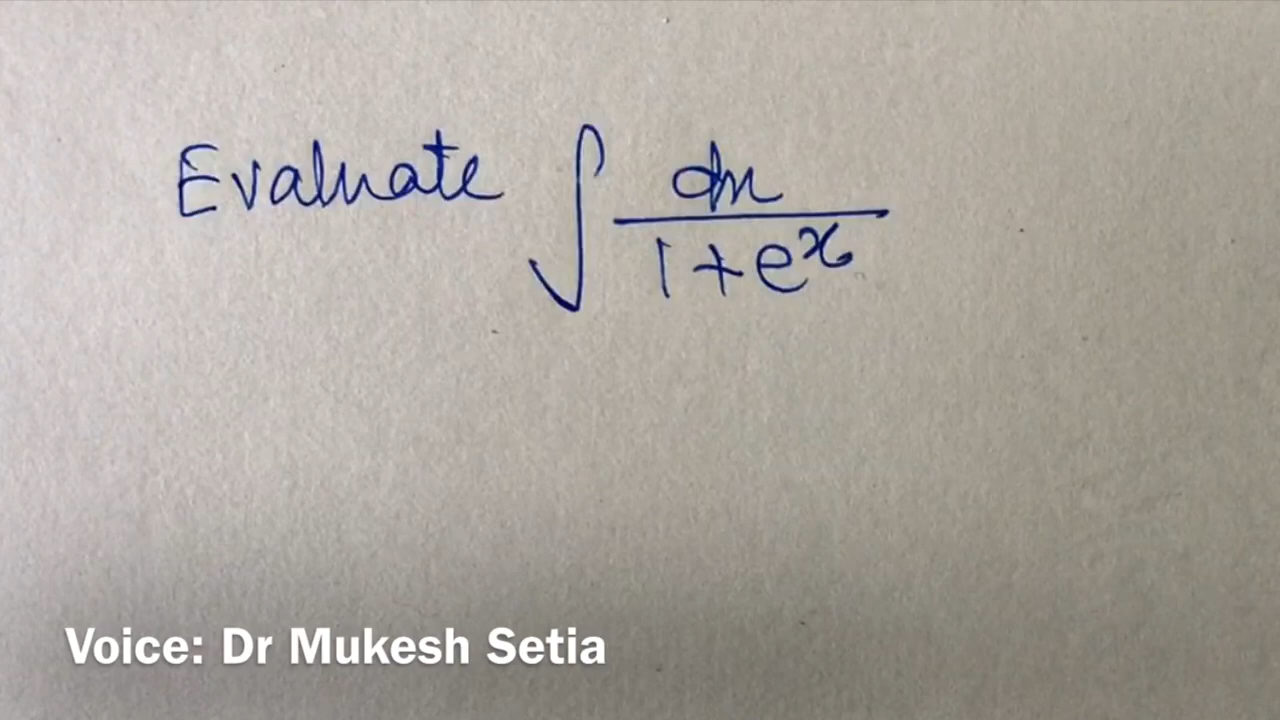 Evaluate ∫ dx / (1+e^x)
Voice: Dr Mukesh Setia